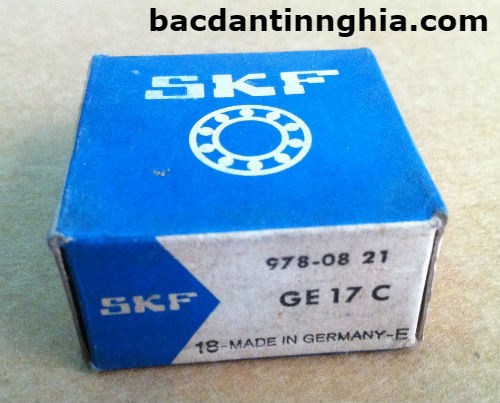 bacdantinnghia.com
SKF
978-08 21
SKF
GE 17 C
18-MADE IN GERMANY-E